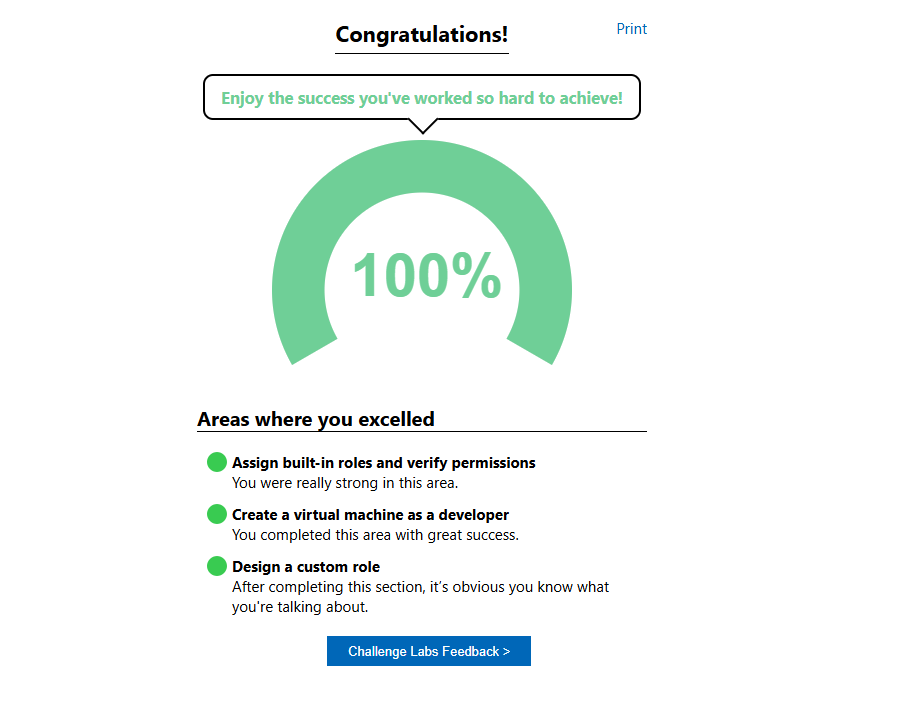 Congratulations!
Print
Enjoy the success you've worked so hard to achieve!
100%
Areas where you excelled
Assign built-in roles and verify permissions
You were really strong in this area.
Create a virtual machine as a developer
You completed this area with great success.
Design a custom role
After completing this section, it’s obvious you know what
you're talking about.
Challenge Labs Feedback >